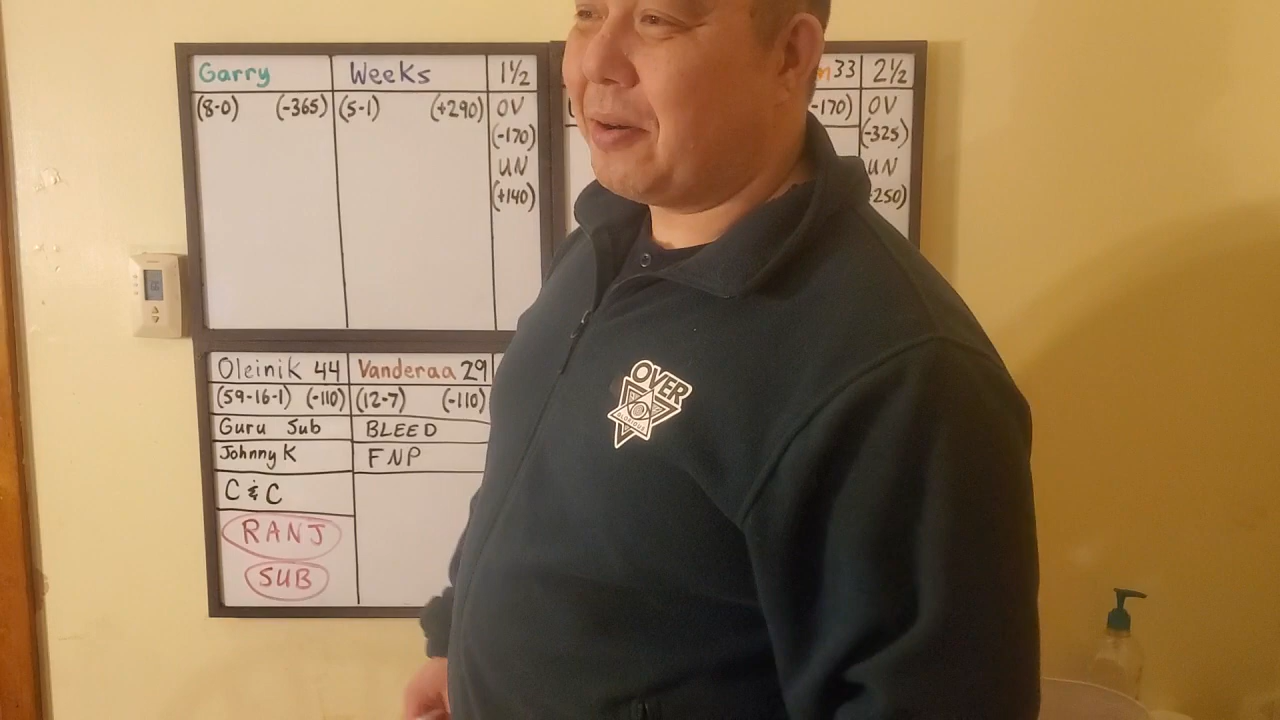 Garry Weeks 1½
(8-0) (-365) (5-1) (+290) OV
(-170)
UN
(+140)
33 2½
-170) OV
(-325)
UN
+250)
Oleinik 44 Vanderaa 29
(59-16-1) (-110) (12-7) (-110)
Guru Sub BLEED
Johnny K FNP
C & C
RANJ
SUB
OVER